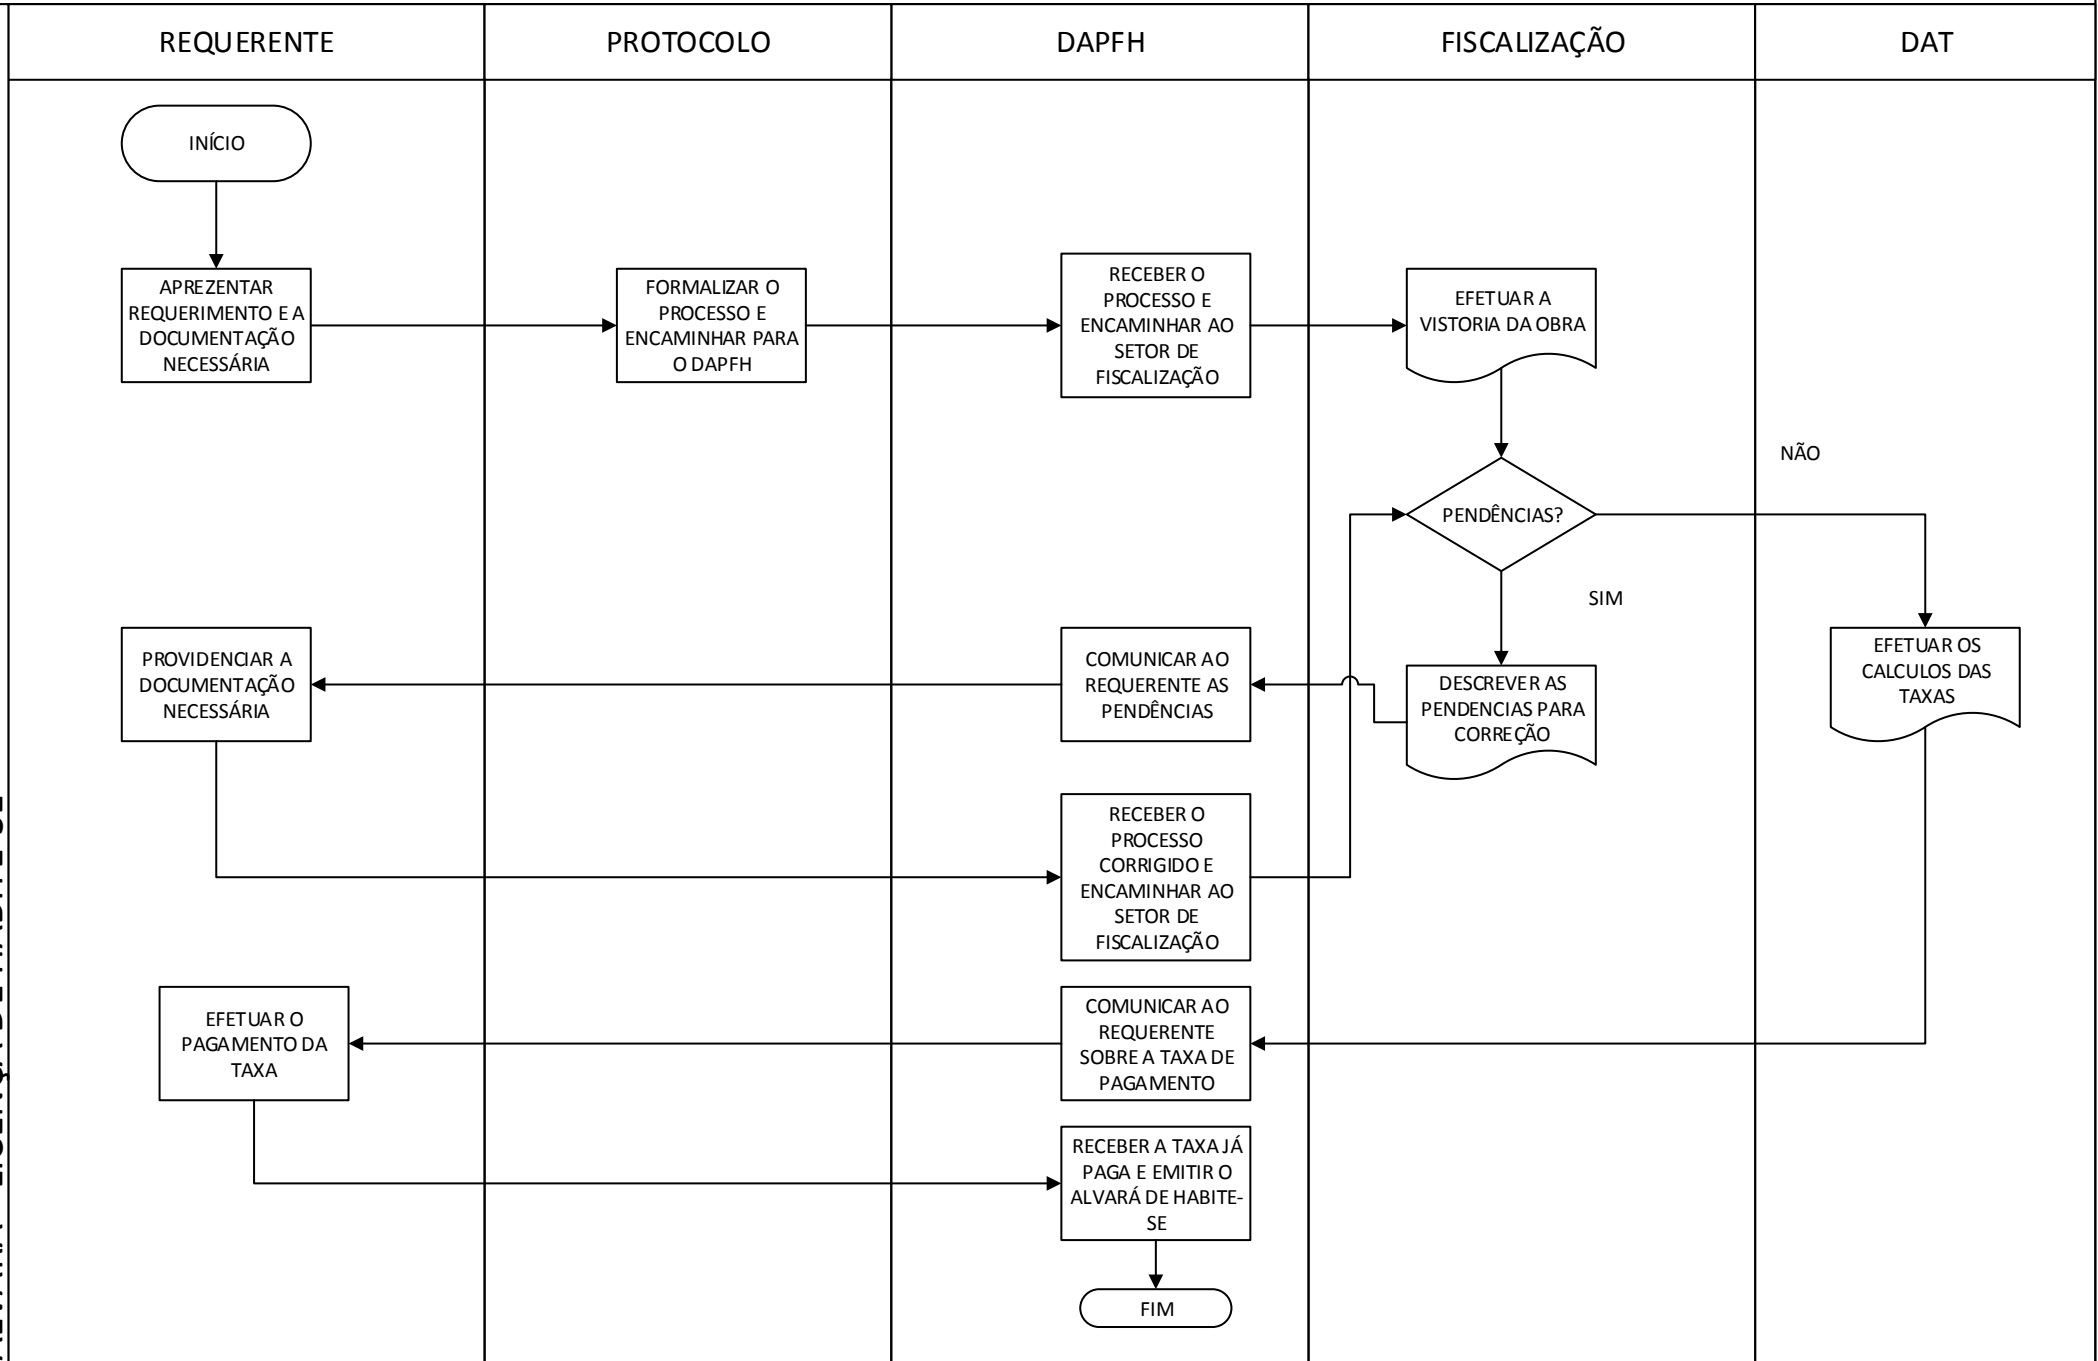 REQUERENTE
PROTOCOLO
DAPFH
FISCALIZAÇÃO
DAT
INÍCIO
APREZENTAR
REQUERIMENTO E A
DOCUMENTAÇÃO
NECESSÁRIA
FORMALIZAR O
PROCESSO E
ENCAMINHAR PARA
O DAPFH
RECEBER O
PROCESSO E
ENCAMINHAR AO
SETOR DE
FISCALIZAÇÃO
EFETUAR A
VISTORIA DA OBRA
NÃO
PENDÊNCIAS?
SIM
PROVIDENCIAR A
DOCUMENTAÇÃO
NECESSÁRIA
COMUNICAR AO
REQUERENTE AS
PENDÊNCIAS
DESCREVER AS
PENDENCIAS PARA
CORREÇÃO
EFETUAR OS
CALCULOS DAS
TAXAS
RECEBER O
PROCESSO
CORRIGIDO E
ENCAMINHAR AO
SETOR DE
FISCALIZAÇÃO
EFETUAR O
PAGAMENTO DA
TAXA
COMUNICAR AO
REQUERENTE
SOBRE A TAXA DE
PAGAMENTO
RECEBER A TAXA JÁ
PAGA E EMITIR O
ALVARÁ DE HABITE-
SE
FIM